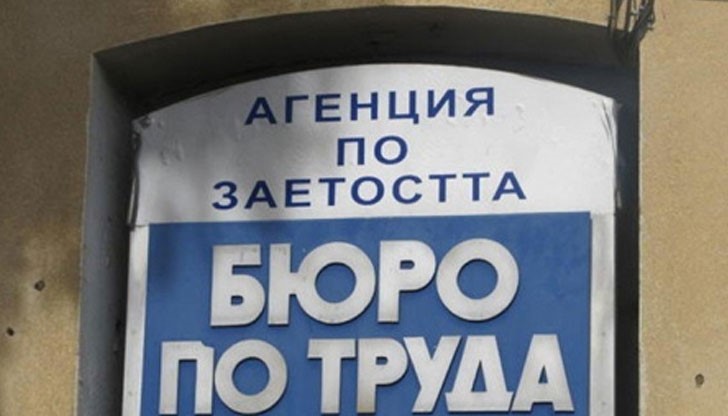 АГЕНЦИЯ
ПО
ЗАЕТОСТТА
БЮРО
ПО ТРУДА